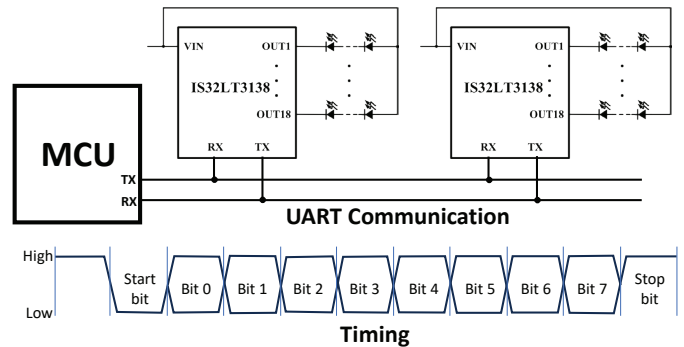 VIN
OUT1
IS32LT3138
OUT18
RX TX
VIN
OUT1
IS32LT3138
OUT18
RX TX
MCU
TX
RX
UART Communication
High
Low
Start
bit
Bit 0
Bit 1
Bit 2
Bit 3
Bit 4
Bit 5
Bit 6
Bit 7
Stop
bit
Timing